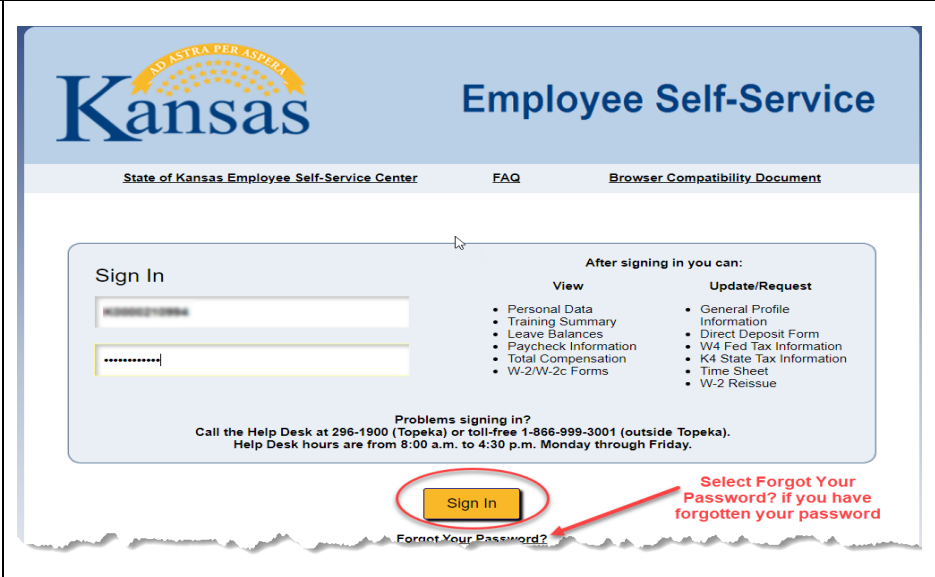 AD ASTRA PER ASPERA
Kansas
Employee Self-Service
State of Kansas Employee Self-Service Center FAQ Browser Compatibility Document
Sign In
After signing in you can:
View
• Personal Data
• Training Summary
• Leave Balances
• Paycheck Information
• Total Compensation
• W-2/W-2c Forms
Update/Request
• General Profile
Information
• Direct Deposit Form
• W4 Fed Tax Information
• K4 State Tax Information
• Time Sheet
• W-2 Reissue
Problems signing in?
Call the Help Desk at 296-1900 (Topeka) or toll-free 1-866-999-3001 (outside Topeka).
Help Desk hours are from 8:00 a.m. to 4:30 p.m. Monday through Friday.
Sign In
Forgot Your Password?
Select Forgot Your
Password? if you have
forgotten your password